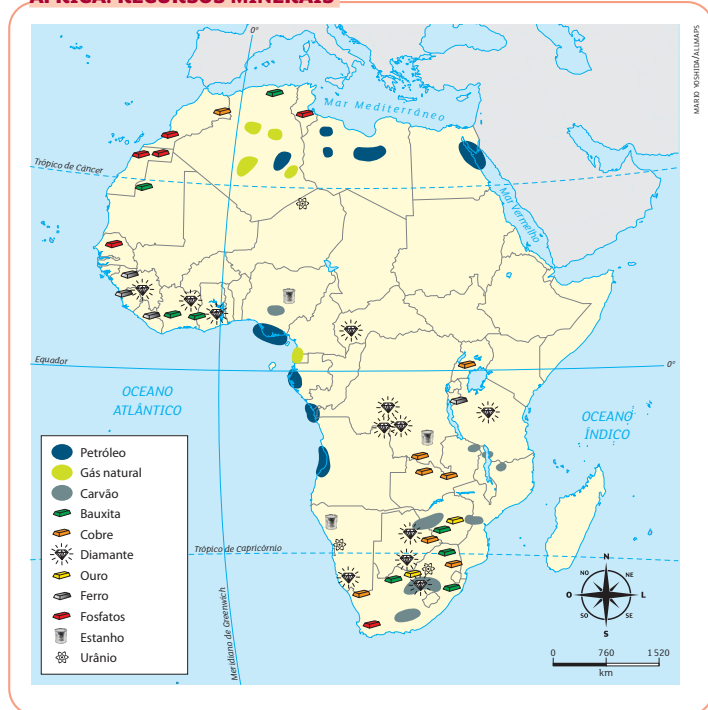 ÁFRICA: RECURSOS MINERAIS
MARIO YOSHIDA/ALLMAPS
0°
Mar Mediterrâneo
Trópico de Câncer
Mar Vermelho
Equador
0°
OCEANO
ATLÂNTICO
OCEANO
ÍNDICO
Petróleo
Gás natural
Carvão
Bauxita
Cobre
Diamante
Ouro
Ferro
Fosfatos
Estanho
Urânio
Trópico de Capricórnio
Meridiano de Greenwich
N
NO
NE
O
L
SO
SE
S
0
760
1 520
km